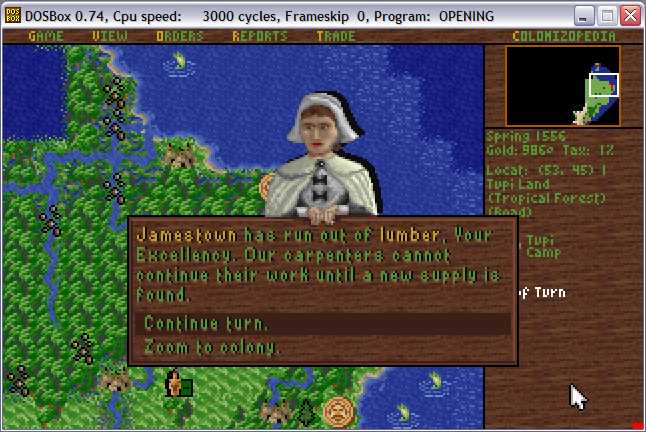 DOSBox 0.74, Cpu speed: 3000 cycles, Frameskip 0, Program: OPENING
GAME VIEW ORDERS REPORTS TRADE COLONIZOPEDIA
Spring 1556
Gold: 986 Tax: 1%
Locat: (53, 45) 1
Tupi Land
(Tropical Forest)
(Road)
Tupi
Camp
of Turn
Jamestown has run out of lumber, Your
Excellency. Our carpenters cannot
continue their work until a new supply is
found.
Continue turn.
Zoom to colony.